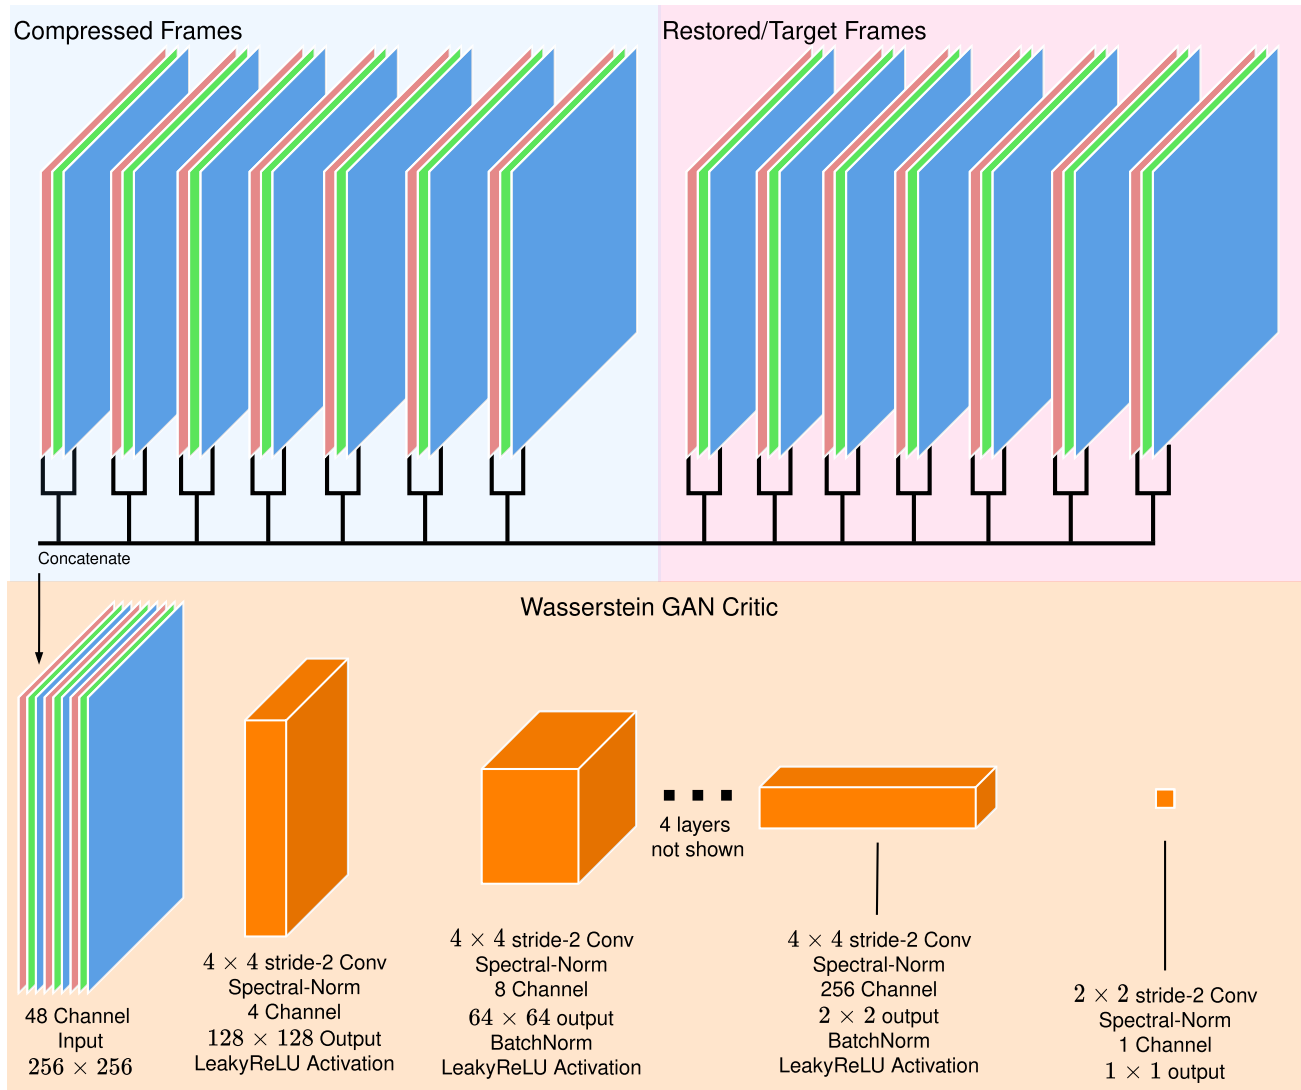 Compressed Frames
Restored/Target Frames
Concatenate
Wasserstein GAN Critic
48 Channel
Input
256 × 256
4 × 4 stride-2 Conv
Spectral-Norm
4 Channel
128 × 128 Output
LeakyReLU Activation
4 × 4 stride-2 Conv
Spectral-Norm
8 Channel
64 × 64 output
BatchNorm
LeakyReLU Activation
4 layers
not shown
4 × 4 stride-2 Conv
Spectral-Norm
256 Channel
2 × 2 output
BatchNorm
LeakyReLU Activation
2 × 2 stride-2 Conv
Spectral-Norm
1 Channel
1 × 1 output